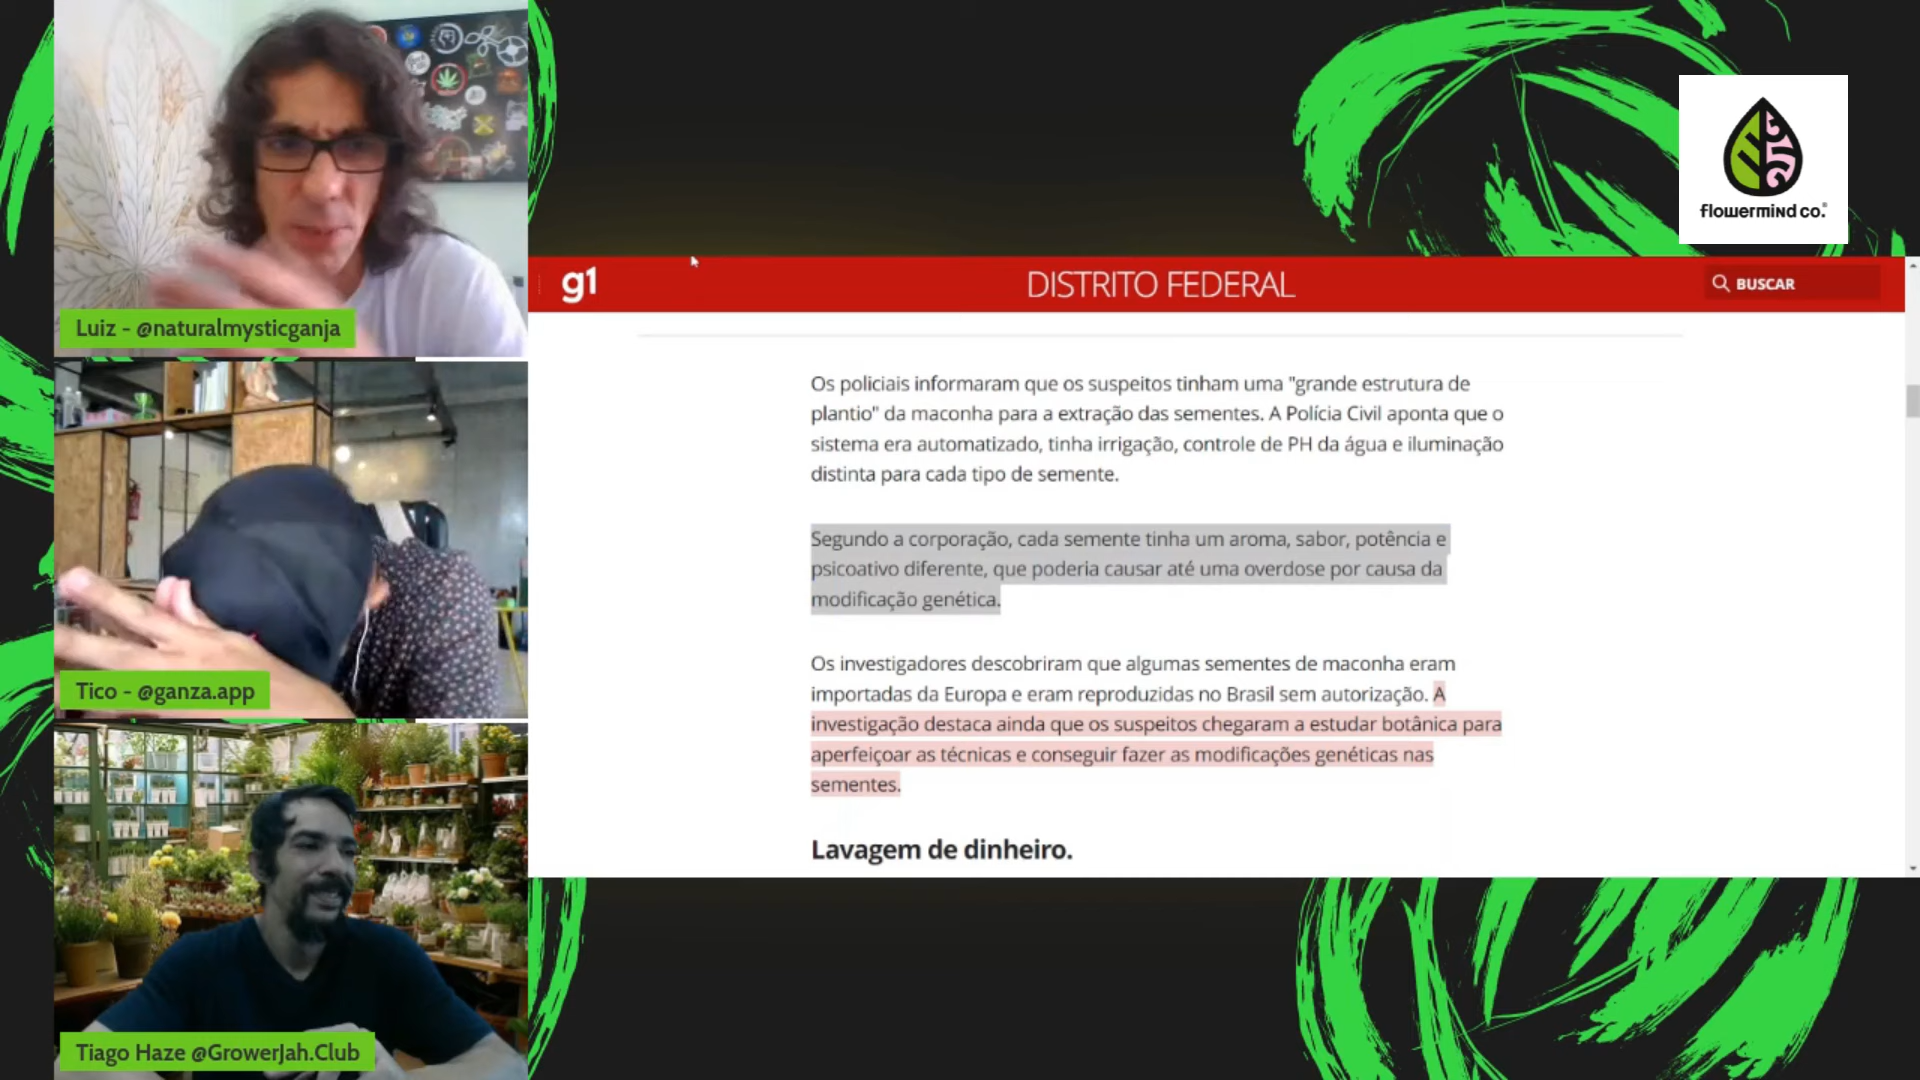 Luiz - @naturalmysticganja
Tico - @ganza.app
Tiago Haze @GrowerJah.Club
flowermind co.®
g1
DISTRITO FEDERAL
BUSCAR
Os policiais informaram que os suspeitos tinham uma "grande estrutura de
plantio" da maconha para a extração das sementes. A Polícia Civil aponta que o
sistema era automatizado, tinha irrigação, controle de PH da água e iluminação
distinta para cada tipo de semente.
Segundo a corporação, cada semente tinha um aroma, sabor, potência e
psicoativo diferente, que poderia causar até uma overdose por causa da
modificação genética.
Os investigadores descobriram que algumas sementes de maconha eram
importadas da Europa e eram reproduzidas no Brasil sem autorização. A
investigação destaca ainda que os suspeitos chegaram a estudar botânica para
aperfeiçoar as técnicas e conseguir fazer as modificações genéticas nas
sementes.
Lavagem de dinheiro.